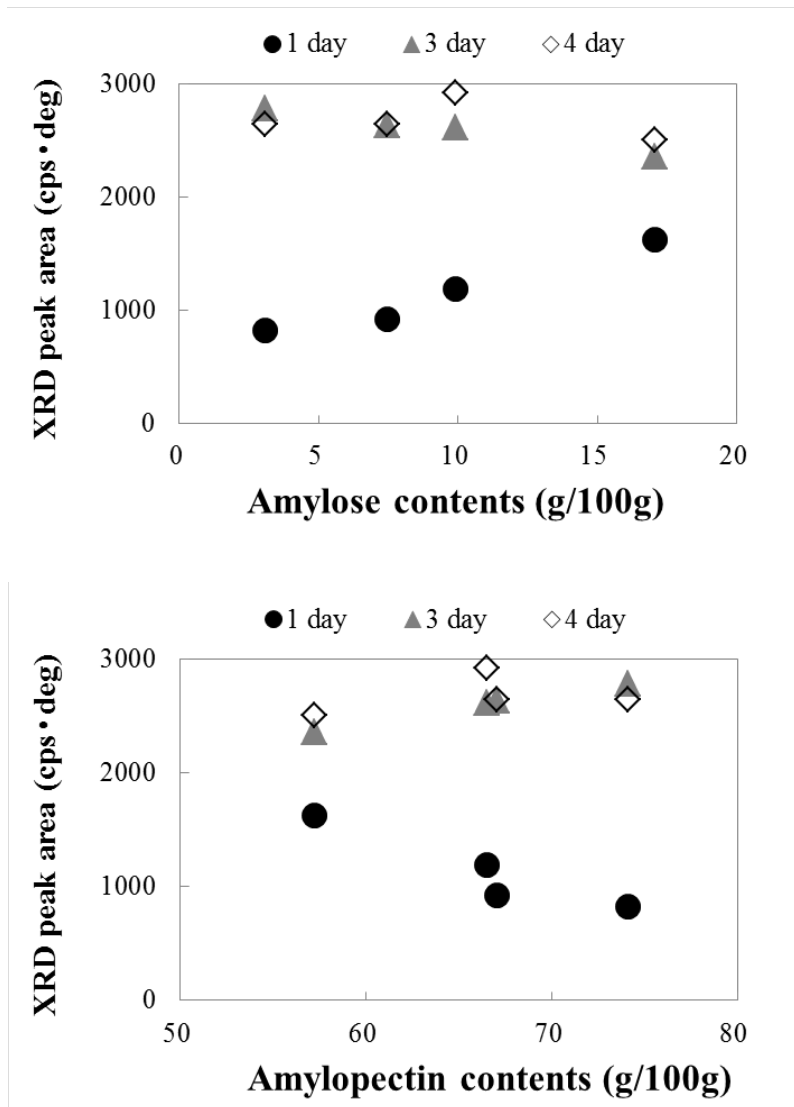 1 day 3 day 4 day
3000
2000
1000
0
XRD peak area (cps・deg)
0 5 10 15 20
Amylose contents (g/100g)
1 day 3 day 4 day
3000
2000
1000
0
XRD peak area (cps・deg)
50 60 70 80
Amylopectin contents (g/100g)